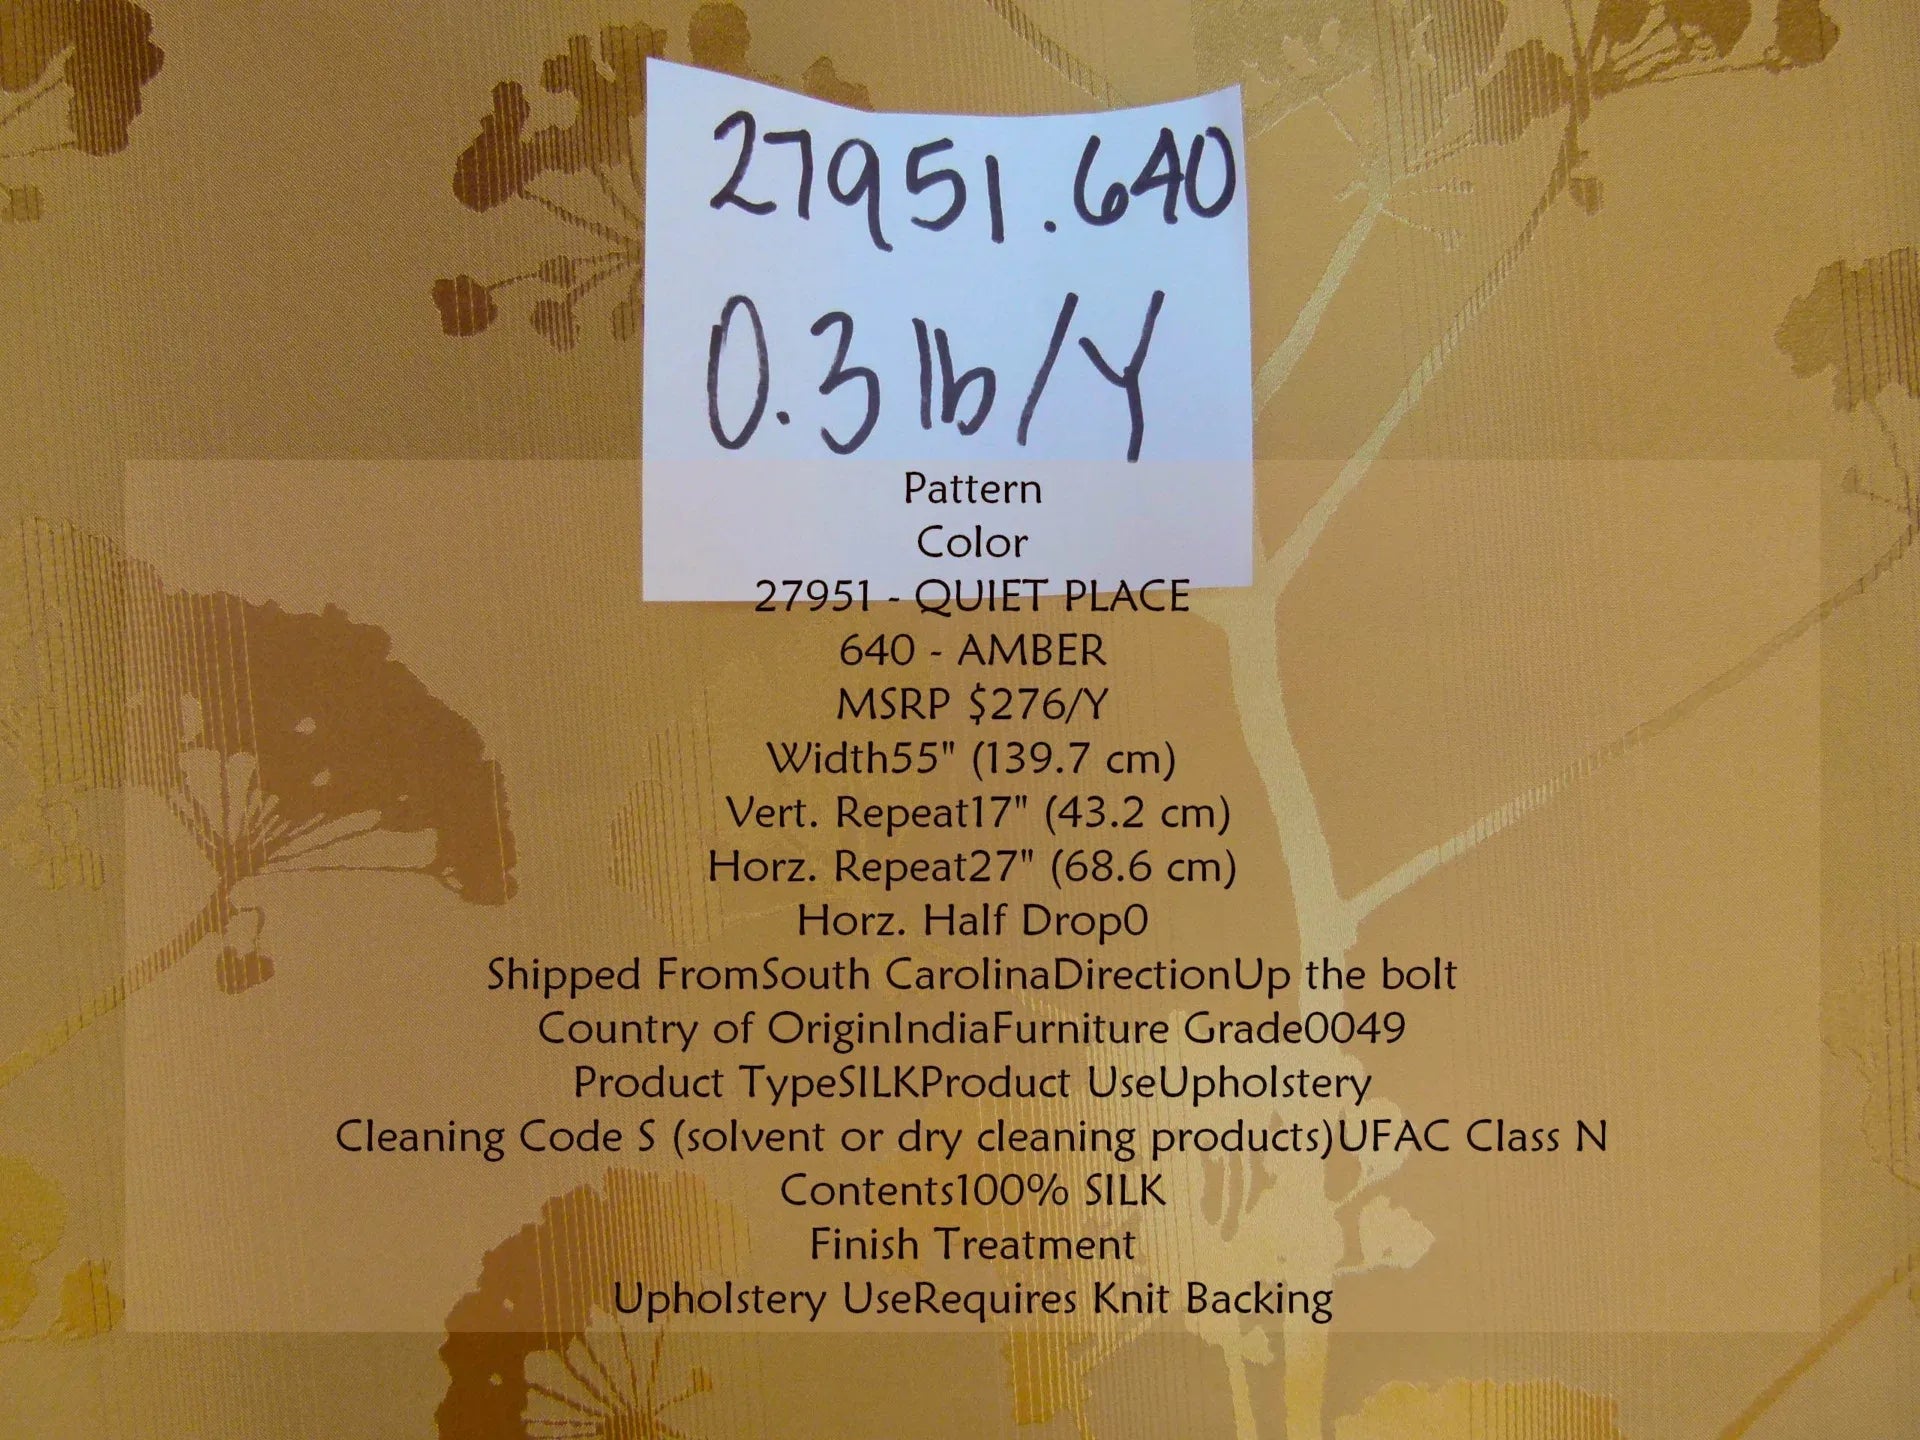 27951.640
0.3 lb/Y
Pattern
Color
27951 - QUIET PLACE
640 - AMBER
MSRP $276/Y
Width55" (139.7 cm)
Vert. Repeat17" (43.2 cm)
Horz. Repeat27" (68.6 cm)
Horz. Half Drop0
Shipped FromSouth CarolinaDirectionUp the bolt
Country of OriginIndiaFurniture Grade0049
Product TypeSILKProduct UseUpholstery
Cleaning Code S (solvent or dry cleaning products)UFAC Class N
Contents100% SILK
Finish Treatment
Upholstery UseRequires Knit Backing